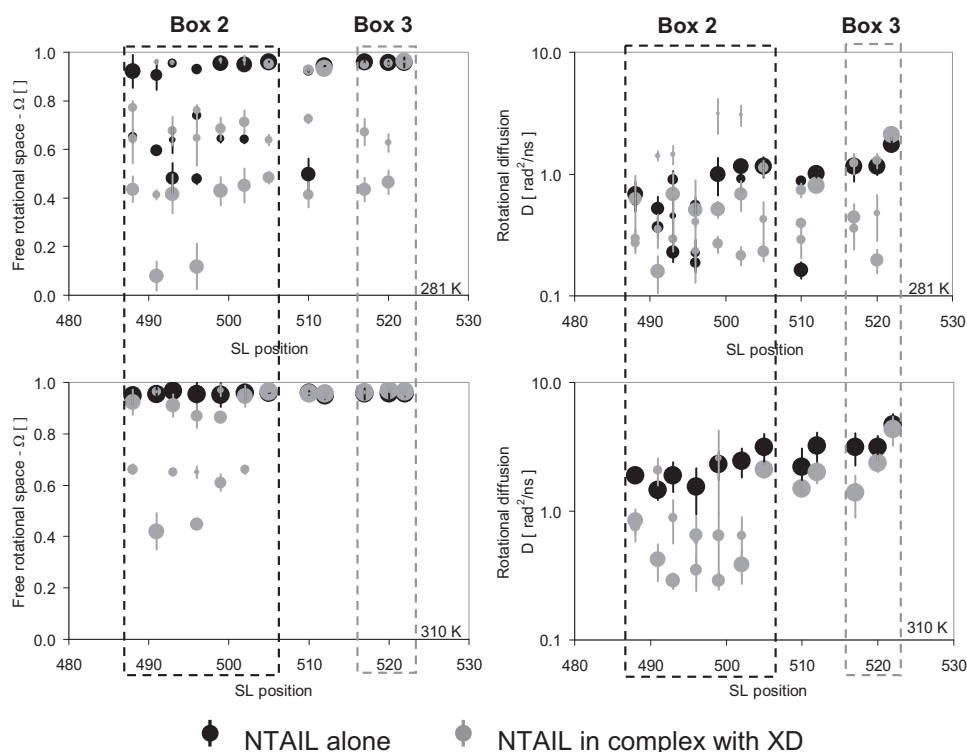 Box 2 Box 3 Box 2 Box 3
Free rotational space - Ω [ ]
1.0
0.8
0.6
0.4
0.2
0.0
281 K
480 490 500 510 520 530
SL position
Rotational diffusion
D [ rad²/ns ]
10.0
1.0
0.1
281 K
480 490 500 510 520 530
SL position
Free rotational space - Ω [ ]
1.0
0.8
0.6
0.4
0.2
0.0
310 K
480 490 500 510 520 530
SL position
Rotational diffusion
D [ rad²/ns ]
10.0
1.0
0.1
310 K
480 490 500 510 520 530
SL position
NTAIL alone NTAIL in complex with XD